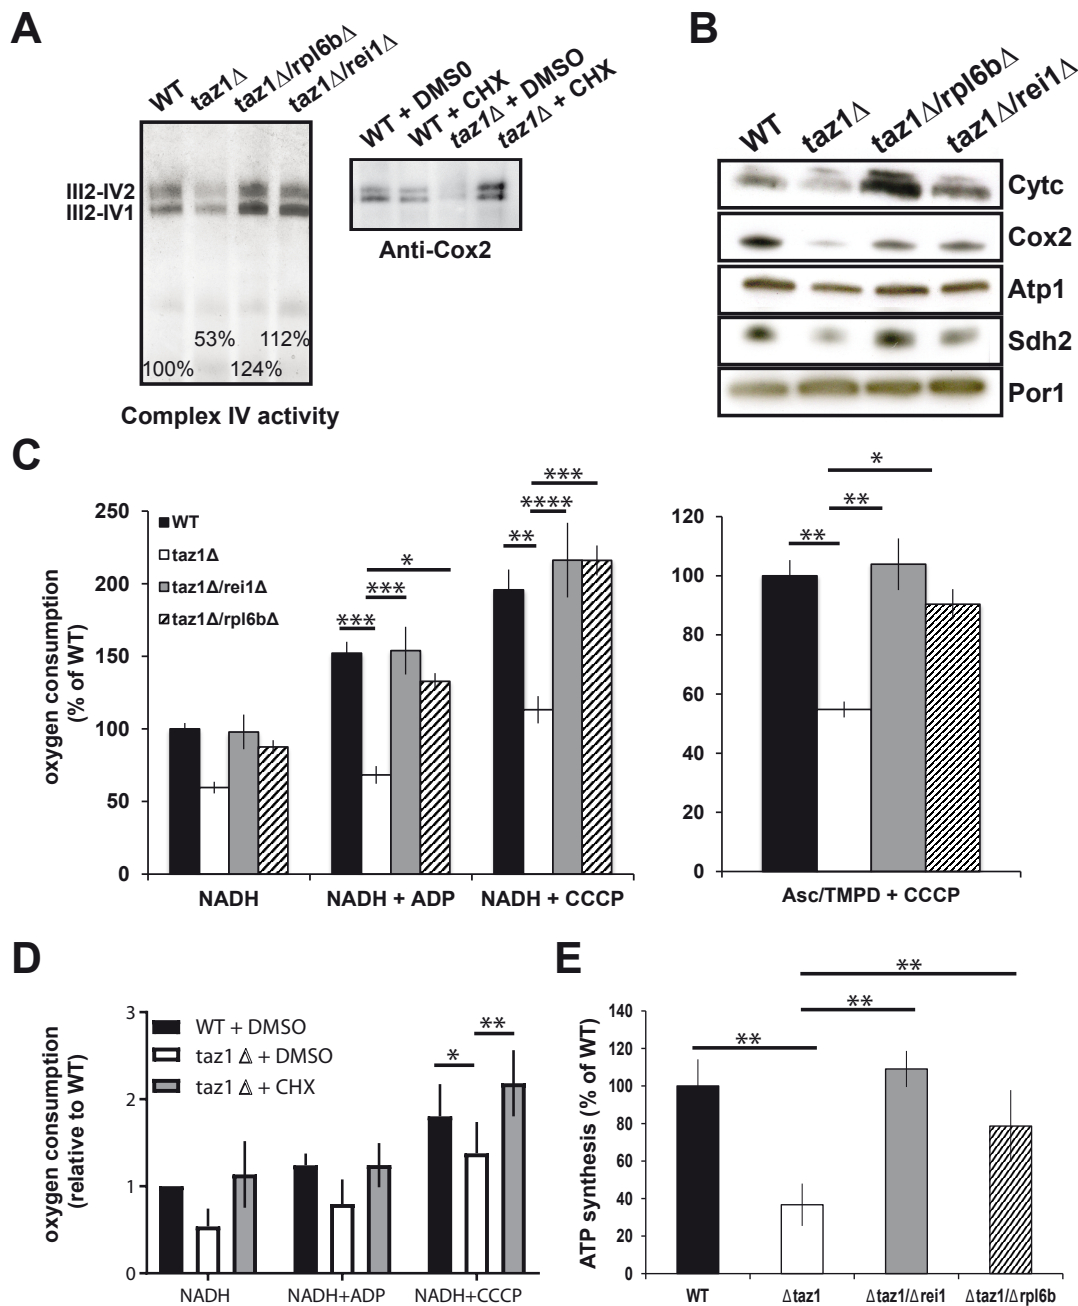 A
WT
taz1Δ
taz1Δ/rpl6bΔ
taz1Δ/rei1Δ
III2-IV2
III2-IV1
53%
112%
100%
124%
Complex IV activity
WT + DMS0
WT + CHX
taz1Δ + DMSO
taz1Δ + CHX
Anti-Cox2
B
WT
taz1Δ
taz1Δ/rpl6bΔ
taz1Δ/rei1Δ
Cytc
Cox2
Atp1
Sdh2
Por1
C
oxygen consumption
(% of WT)
250
200
150
100
50
0
WT
taz1Δ
taz1Δ/rei1Δ
taz1Δ/rpl6bΔ
***
***
*
**
****
***
NADH
NADH + ADP
NADH + CCCP
120
100
80
60
40
20
0
**
**
*
Asc/TMPD + CCCP
D
oxygen consumption
(relative to WT)
3
2
1
0
WT + DMSO
taz1 Δ + DMSO
taz1 Δ + CHX
*
**
NADH
NADH+ADP
NADH+CCCP
E
ATP synthesis (% of WT)
140
120
100
80
60
40
20
0
**
**
**
WT
Δtaz1
Δtaz1/Δrei1
Δtaz1/Δrpl6b